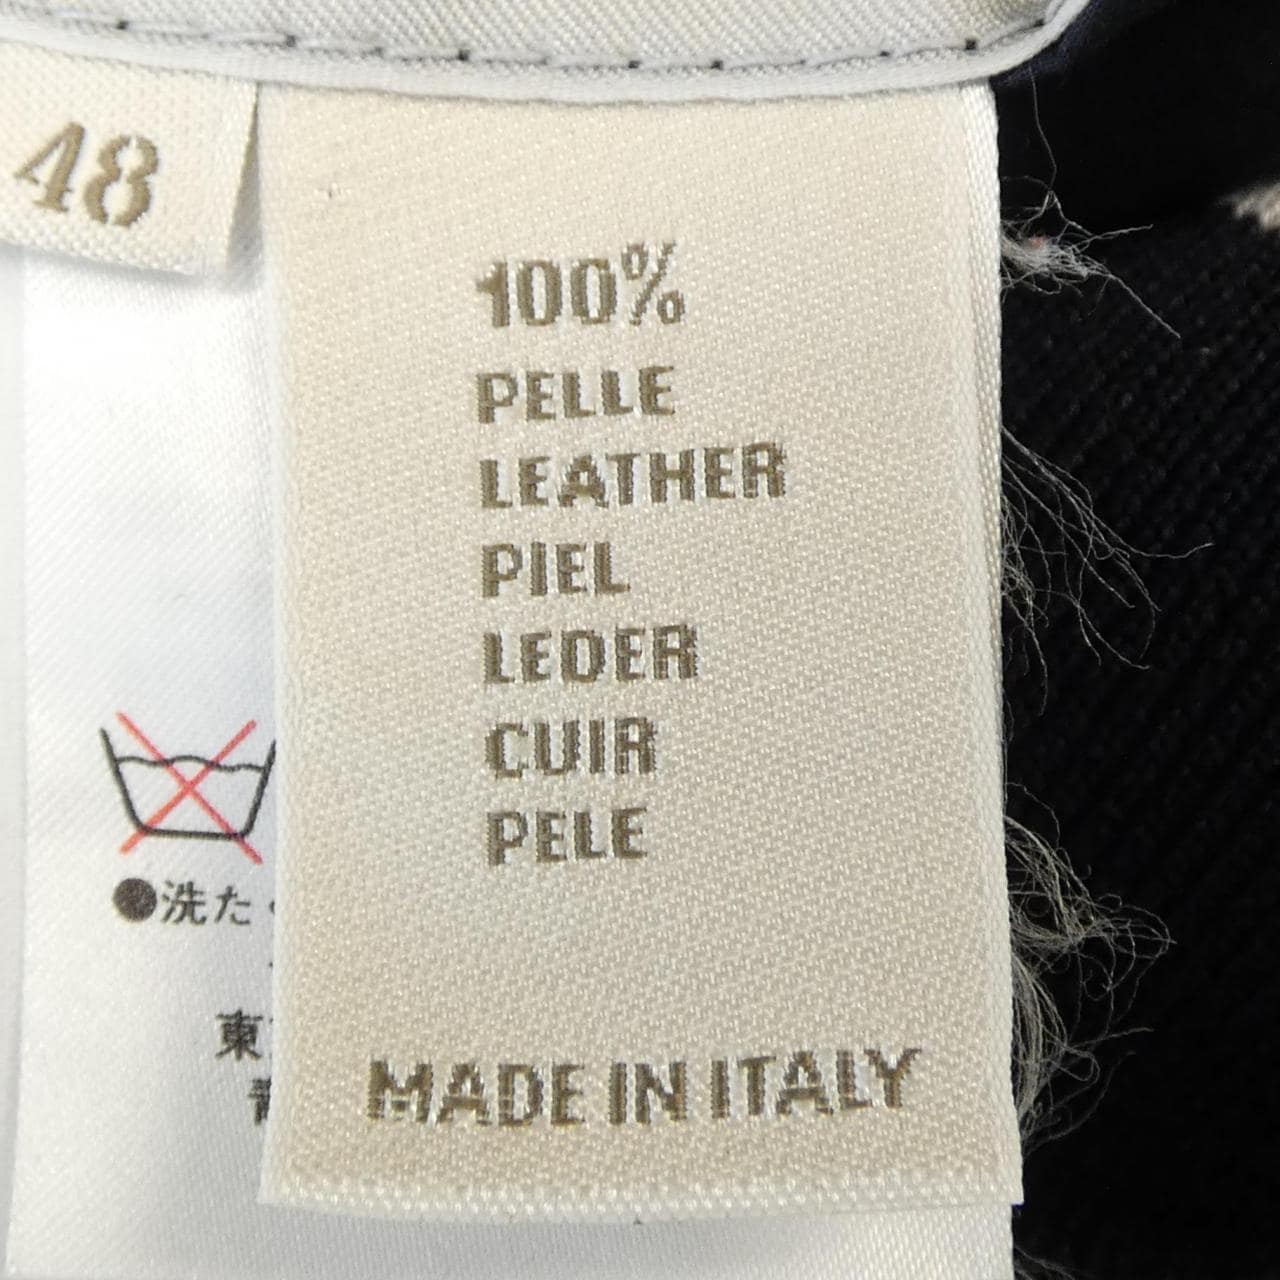 48
100%
PELLE
LEATHER
PIEL
LEDER
CUIR
PELE
●洗た
東
MADE IN ITALY